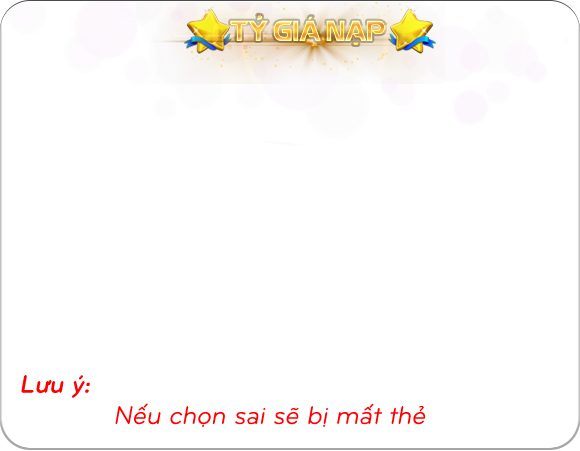 TỶ GIÁ NẠP
Lưu ý:
Nếu chọn sai sẽ bị mất thẻ